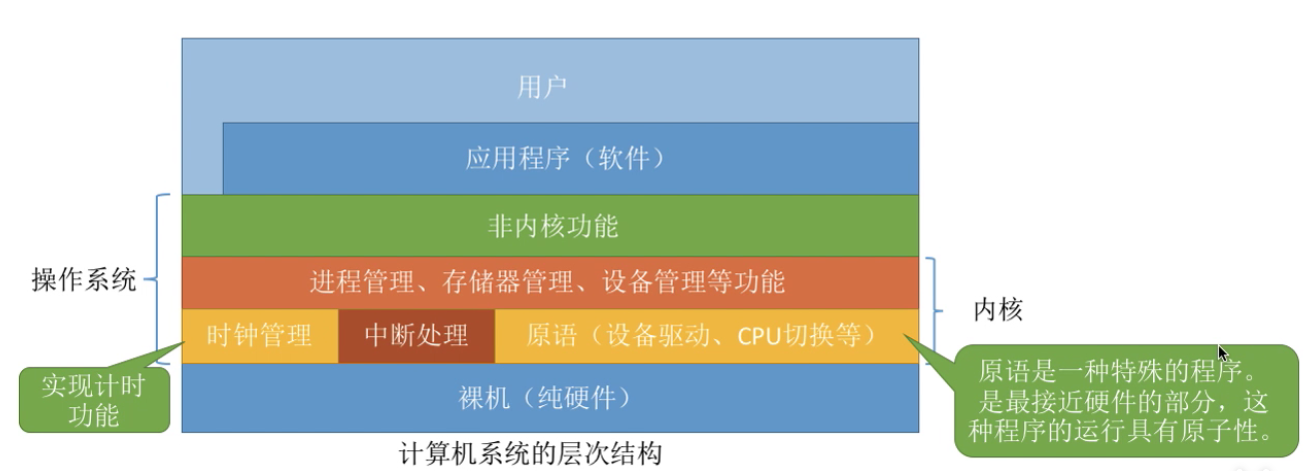 用户
应用程序（软件）
非内核功能
操作系统
进程管理、存储器管理、设备管理等功能
内核
时钟管理
中断处理
原语（设备驱动、CPU切换等）
实现计时
功能
裸机（纯硬件）
原语是一种特殊的程序。
是最接近硬件的部分，这
种程序的运行具有原子性。
计算机系统的层次结构